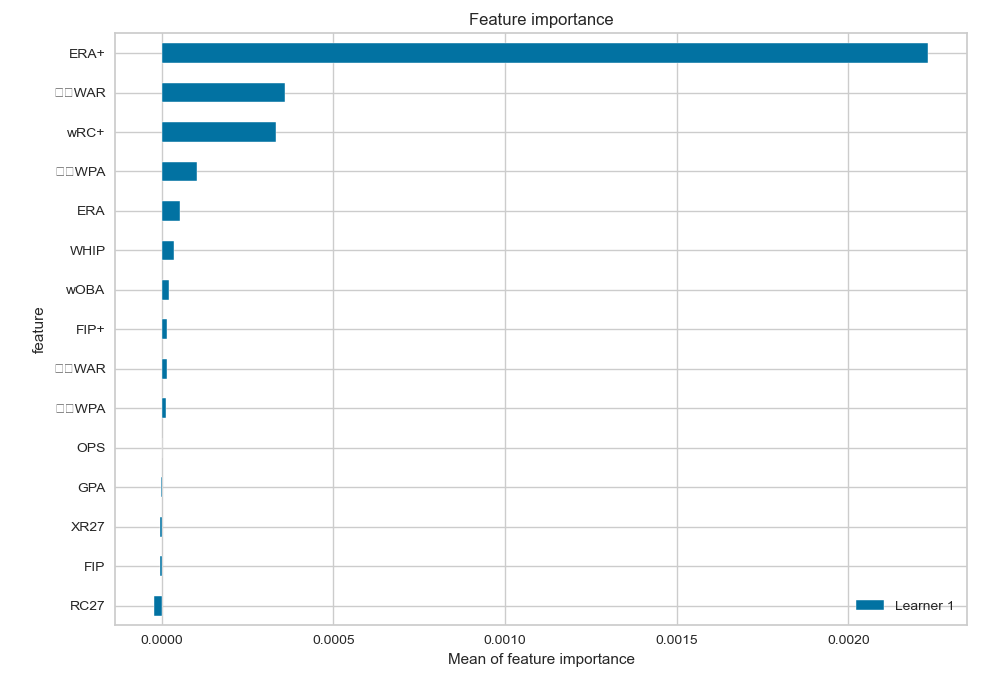 Feature importance
ERA+
□□WAR
wRC+
□□WPA
ERA
WHIP
wOBA
FIP+
□□WAR
□□WPA
OPS
GPA
XR27
FIP
RC27
feature
Learner 1
0.0000 0.0005 0.0010 0.0015 0.0020
Mean of feature importance